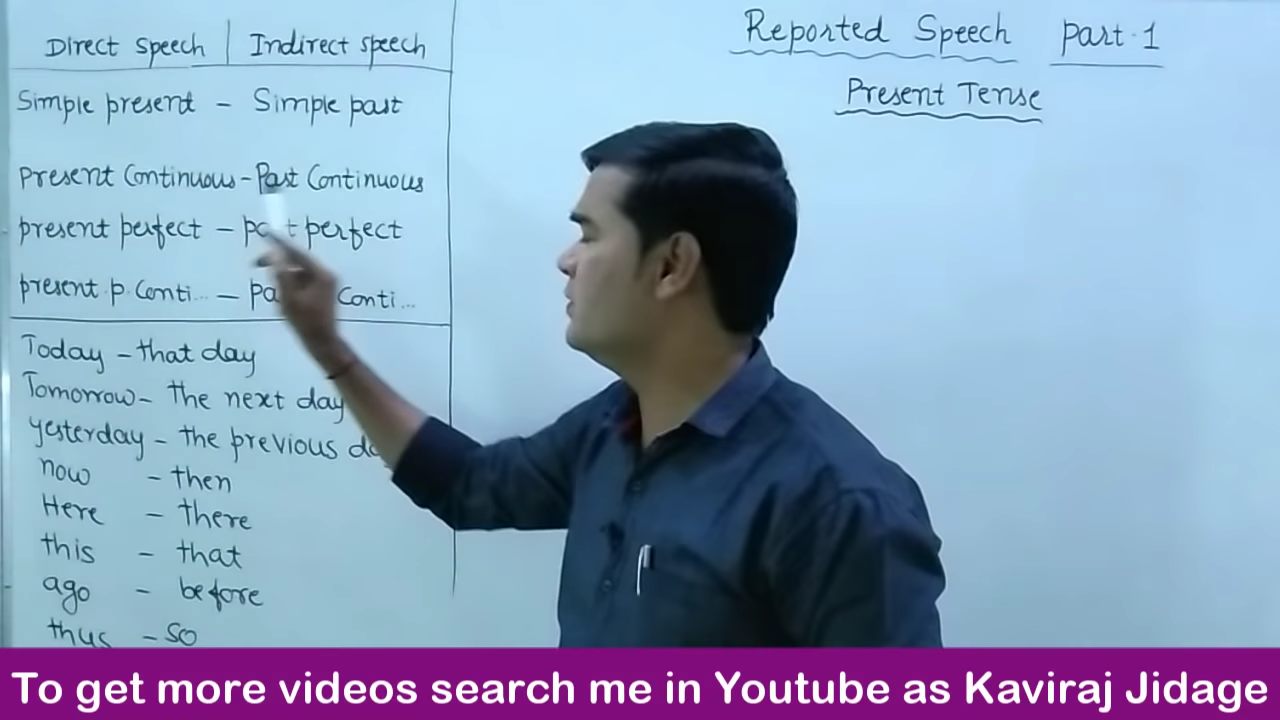 Direct speech | Indirect speech
Simple present - Simple past
present Continuous - Past Continuous
present perfect - past perfect
present p. Conti... - Conti...
Today - that day
Tomorrow - the next day
yesterday - the previous
now - then
Here - there
this - that
ago - before
thus - so
Reported Speech Part-1
Present Tense
To get more videos search me in Youtube as Kaviraj Jidage